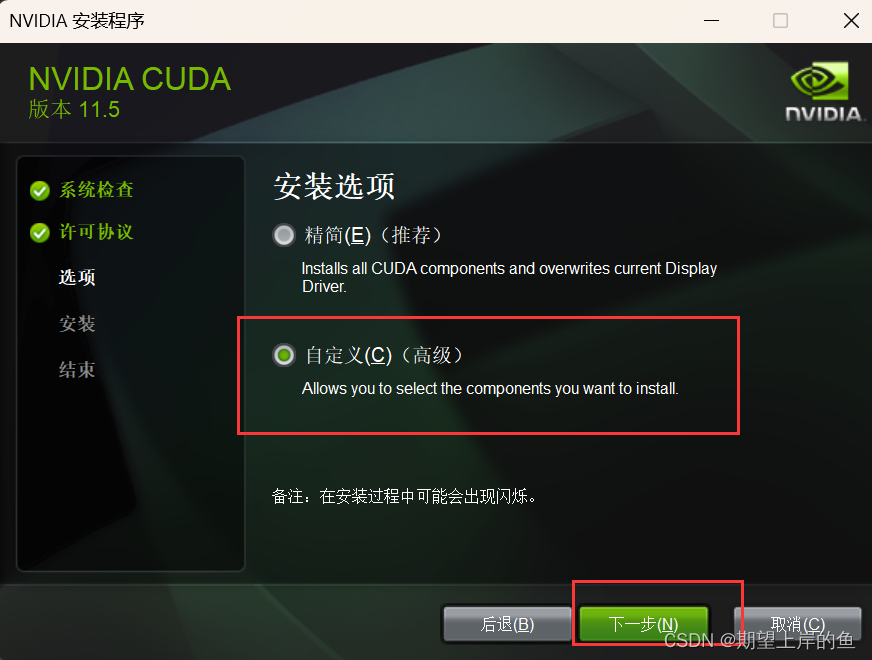 NVIDIA 安装程序
NVIDIA CUDA
版本 11.5
NVIDIA.
系统检查
许可协议
选项
安装
结束
安装选项
精简(E)（推荐）
Installs all CUDA components and overwrites current Display
Driver.
自定义(C)（高级）
Allows you to select the components you want to install.
备注：在安装过程中可能会出现闪烁。
后退(B)
下一步(N)
取消(C)
CSDN @期望上岸的鱼